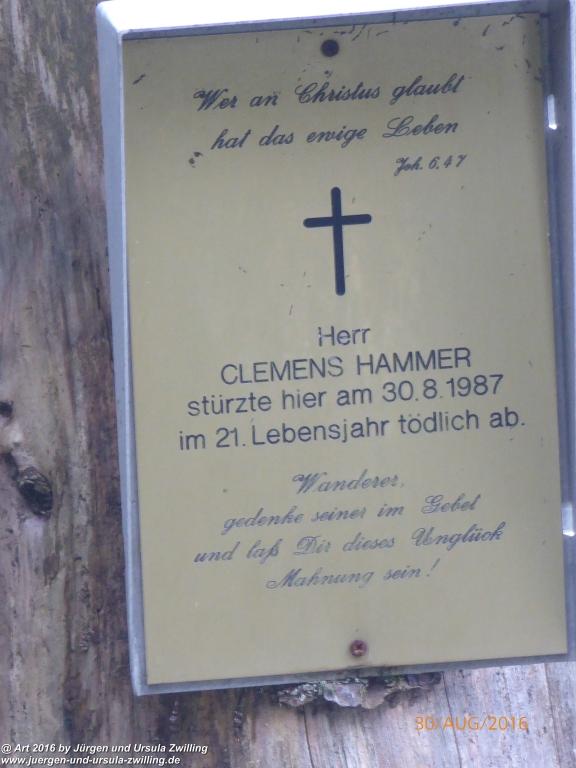 Wer an Christus glaubt
hat das ewige Leben
Joh. 6,47
Herr
CLEMENS HAMMER
stürzte hier am 30.8.1987
im 21. Lebensjahr tödlich ab.
Wanderer,
gedenke seiner im Gebet
und laß Dir dieses Unglück
Mahnung sein!
30/AUG/2016
@ Art 2016 by Jürgen und Ursula Zwilling
www.juergen-und-ursula-zwilling.de